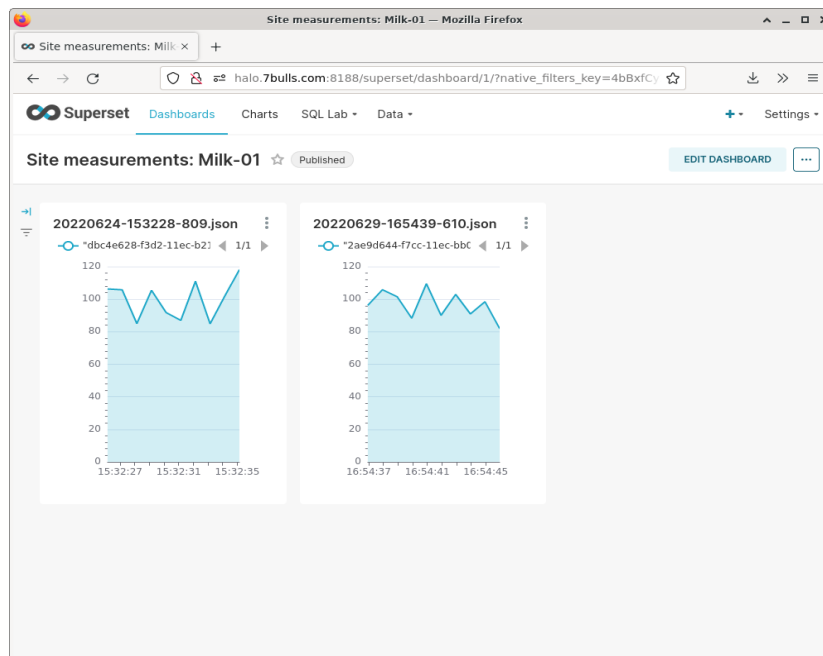 Site measurements: Milk-01 — Mozilla Firefox
Site measurements: Milk
halo.7bulls.com:8188/superset/dashboard/1/?native_filters_key=4bBxfCy
Superset Dashboards Charts SQL Lab Data Settings
Site measurements: Milk-01 Published EDIT DASHBOARD ...
20220624-153228-809.json
"dbc4e628-f3d2-11ec-b21 1/1
120
100
80
60
40
20
0
15:32:27 15:32:31 15:32:35
20220629-165439-610.json
"2ae9d644-f7cc-11ec-bb0 1/1
120
100
80
60
40
20
0
16:54:37 16:54:41 16:54:45